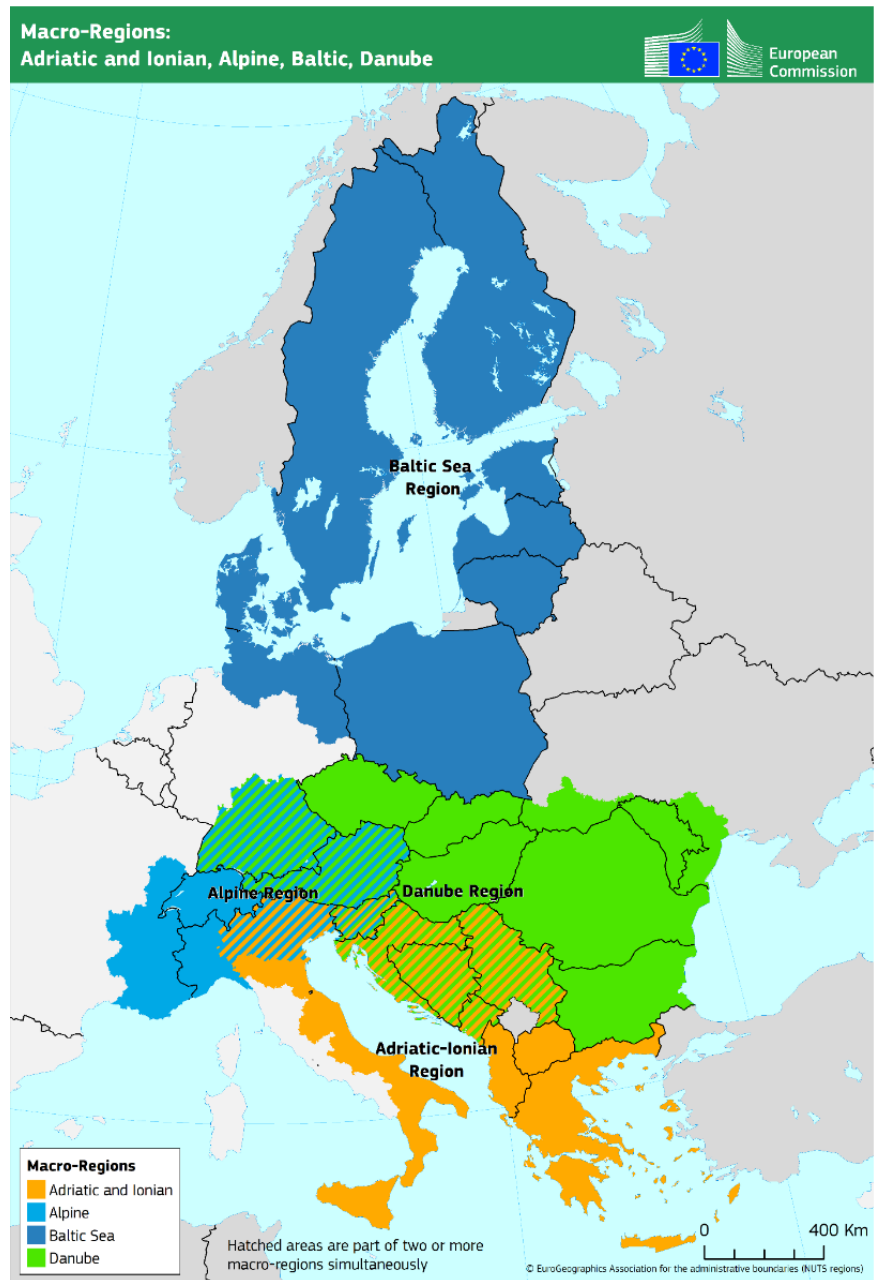 Macro-Regions:
Adriatic and Ionian, Alpine, Baltic, Danube
European
Commission
Baltic Sea
Region
Alpine Region
Danube Region
Adriatic-Ionian
Region
Macro-Regions
Adriatic and Ionian
Alpine
Baltic Sea
Danube
Hatched areas are part of two or more
macro-regions simultaneously
0 400 Km
© EuroGeographics Association for the administrative boundaries (NUTS regions)